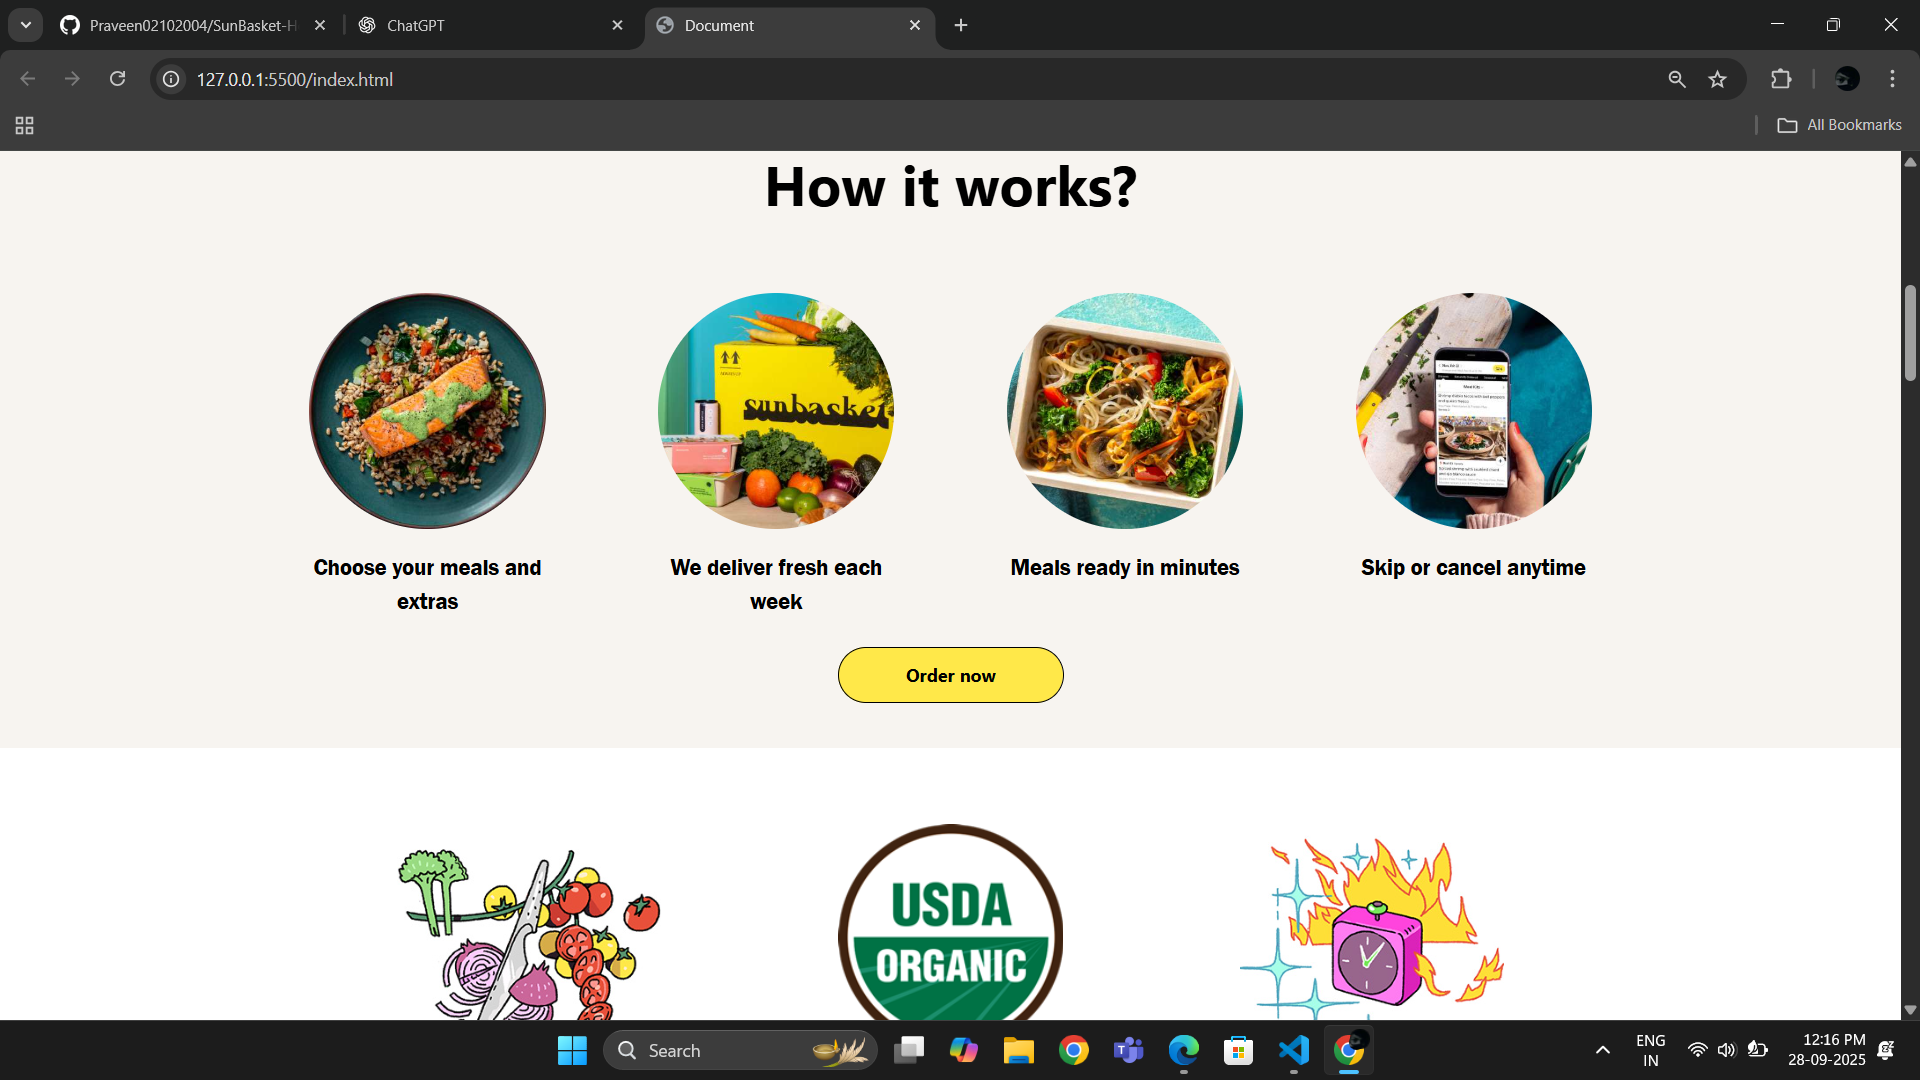 Praveen02102004/SunBasket-H
ChatGPT
Document
127.0.0.1:5500/index.html
All Bookmarks
How it works?
sunbasket
Choose your meals and
extras
We deliver fresh each
week
Meals ready in minutes
Skip or cancel anytime
Order now
USDA
ORGANIC
Search
ENG
IN
12:16 PM
28-09-2025